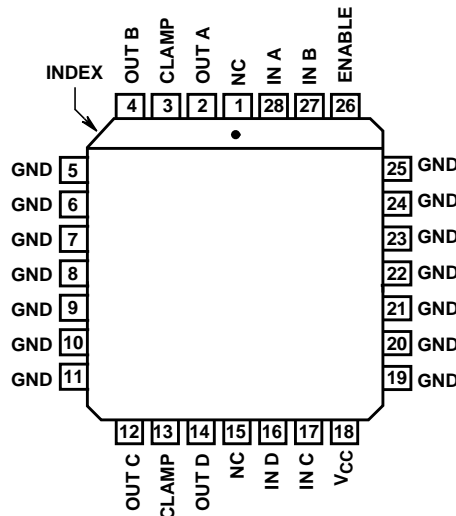 OUT B CLAMP OUT A NC IN A IN B ENABLE
INDEX
4 3 2 1 28 27 26
GND 5 25 GND
GND 6 24 GND
GND 7 23 GND
GND 8 22 GND
GND 9 21 GND
GND 10 20 GND
GND 11 19 GND
12 13 14 15 16 17 18
OUT C CLAMP OUT D NC IN D IN C VCC